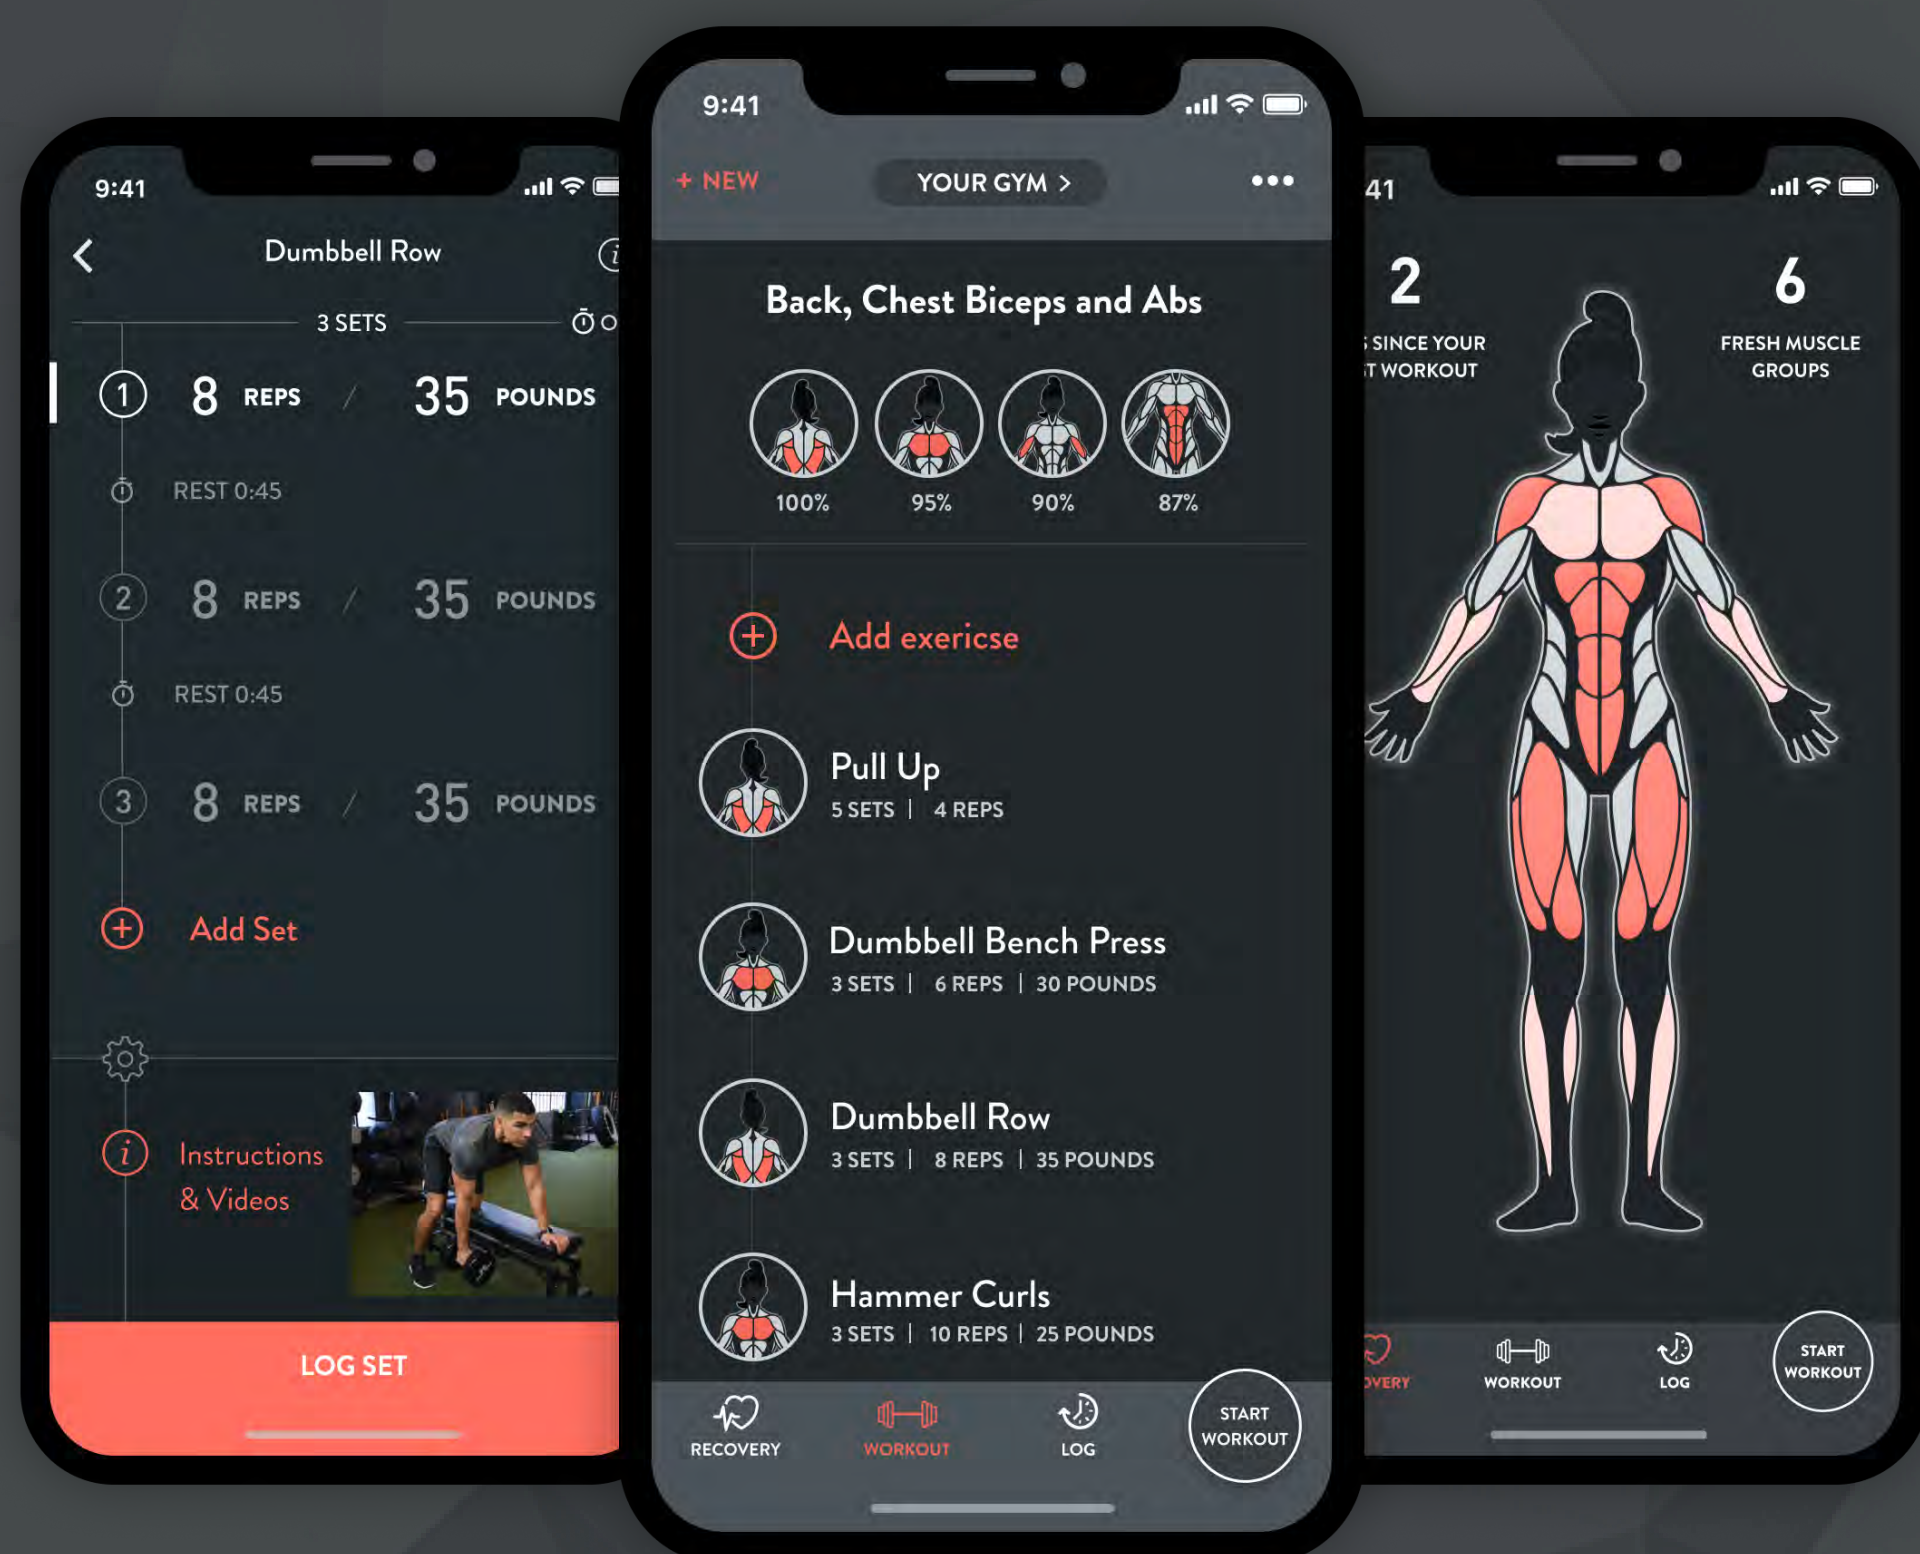 9:41
Dumbbell Row
3 SETS
1 8 REPS / 35 POUNDS
REST 0:45
2 8 REPS / 35 POUNDS
REST 0:45
3 8 REPS / 35 POUNDS
+ Add Set
i Instructions
& Videos
LOG SET
9:41
+ NEW YOUR GYM > •••
Back, Chest Biceps and Abs
100% 95% 90% 87%
+ Add exericse
Pull Up
5 SETS | 4 REPS
Dumbbell Bench Press
3 SETS | 6 REPS | 30 POUNDS
Dumbbell Row
3 SETS | 8 REPS | 35 POUNDS
Hammer Curls
3 SETS | 10 REPS | 25 POUNDS
RECOVERY WORKOUT LOG START WORKOUT
41
2
SINCE YOUR
T WORKOUT
6
FRESH MUSCLE
GROUPS
OVERY WORKOUT LOG START WORKOUT